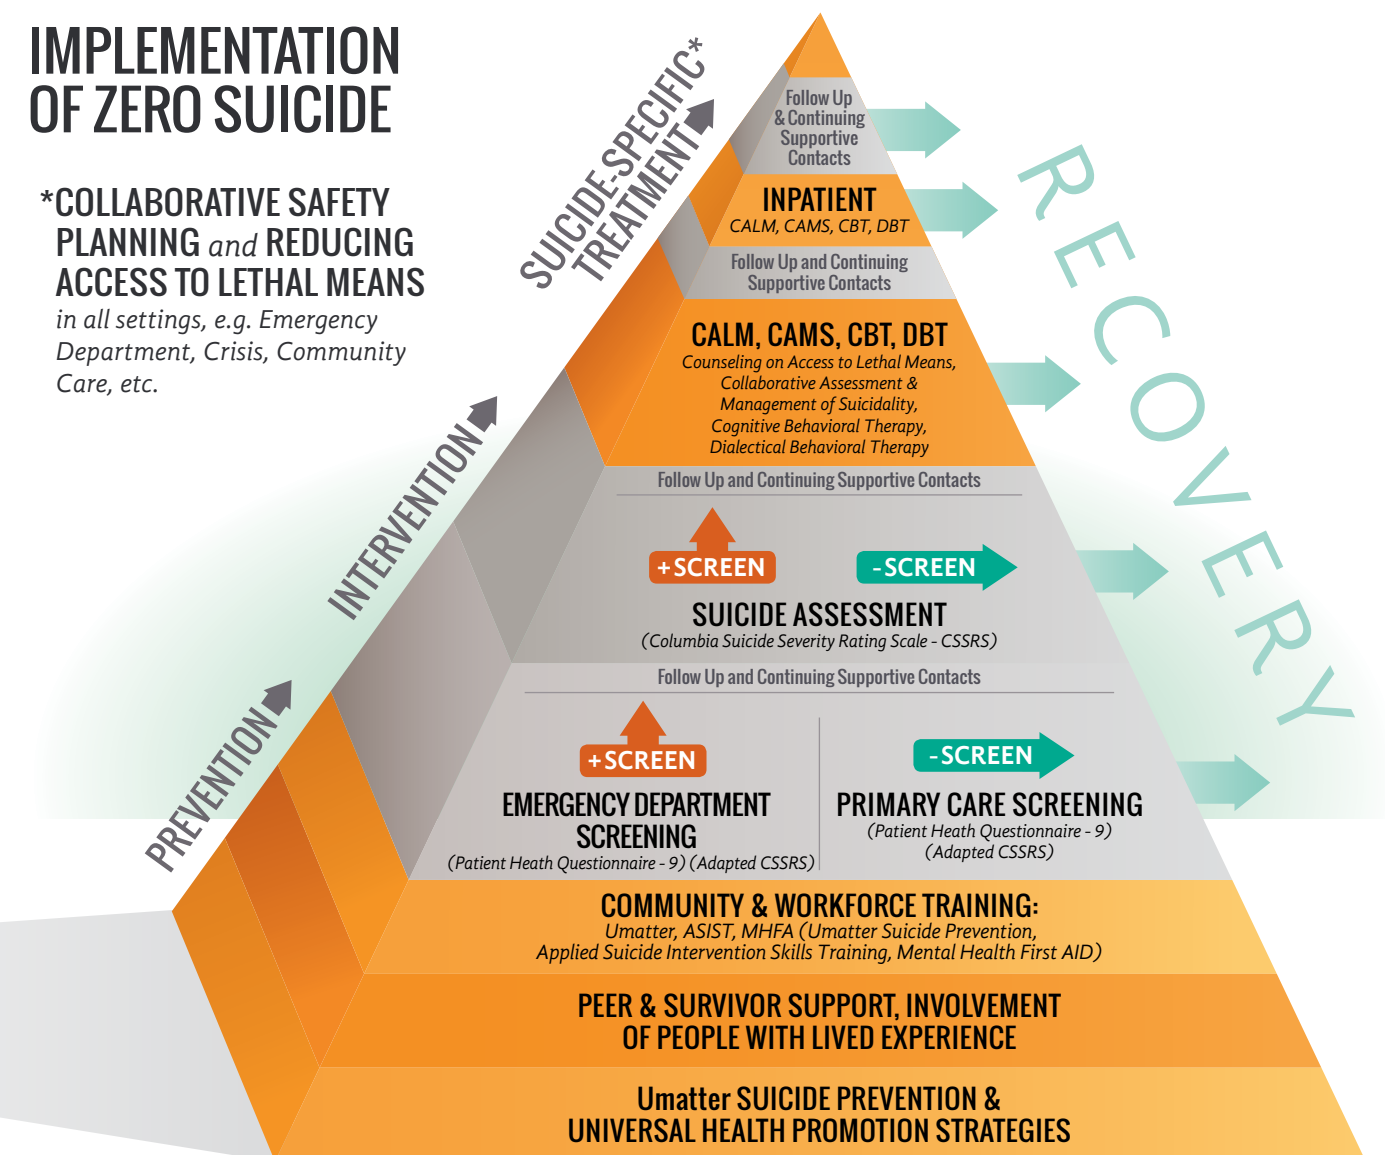 IMPLEMENTATION
OF ZERO SUICIDE
*COLLABORATIVE SAFETY
PLANNING and REDUCING
ACCESS TO LETHAL MEANS
in all settings, e.g. Emergency
Department, Crisis, Community
Care, etc.
SUICIDE-SPECIFIC*
TREATMENT
INTERVENTION
PREVENTION
Follow Up
& Continuing
Supportive
Contacts
INPATIENT
CALM, CAMS, CBT, DBT
Follow Up and Continuing
Supportive Contacts
CALM, CAMS, CBT, DBT
Counseling on Access to Lethal Means,
Collaborative Assessment &
Management of Suicidality,
Cognitive Behavioral Therapy,
Dialectical Behavioral Therapy
Follow Up and Continuing Supportive Contacts
+SCREEN
-SCREEN
SUICIDE ASSESSMENT
(Columbia Suicide Severity Rating Scale - CSSRS)
Follow Up and Continuing Supportive Contacts
+SCREEN
EMERGENCY DEPARTMENT
SCREENING
(Patient Heath Questionnaire - 9) (Adapted CSSRS)
-SCREEN
PRIMARY CARE SCREENING
(Patient Heath Questionnaire - 9)
(Adapted CSSRS)
COMMUNITY & WORKFORCE TRAINING:
Umatter, ASIST, MHFA (Umatter Suicide Prevention,
Applied Suicide Intervention Skills Training, Mental Health First AID)
PEER & SURVIVOR SUPPORT, INVOLVEMENT
OF PEOPLE WITH LIVED EXPERIENCE
Umatter SUICIDE PREVENTION &
UNIVERSAL HEALTH PROMOTION STRATEGIES
RECOVERY